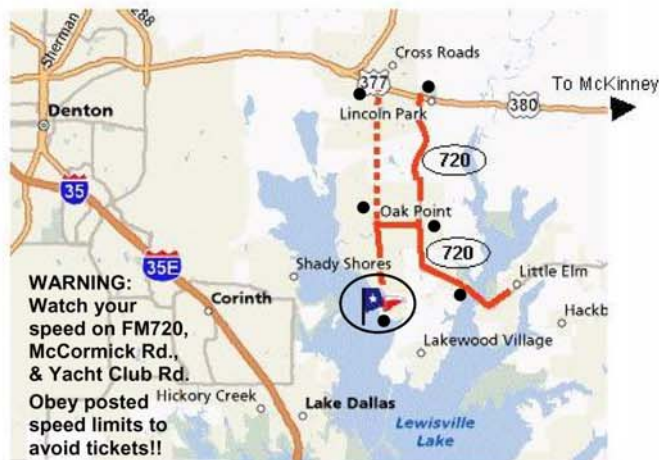 Sherman
288
Cross Roads
377
To McKinney
Lincoln Park
380
Denton
720
35
Oak Point
720
35E
Shady Shores
Little Elm
WARNING:
Watch your
speed on FM720,
McCormick Rd.,
& Yacht Club Rd.
Obey posted
speed limits to
avoid tickets!!
Corinth
Hackb
Lakewood Village
Hickory Creek
Lake Dallas
Lewisville
Lake